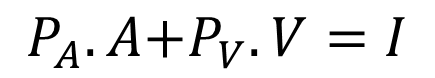 P_A. A+P_V. V = I